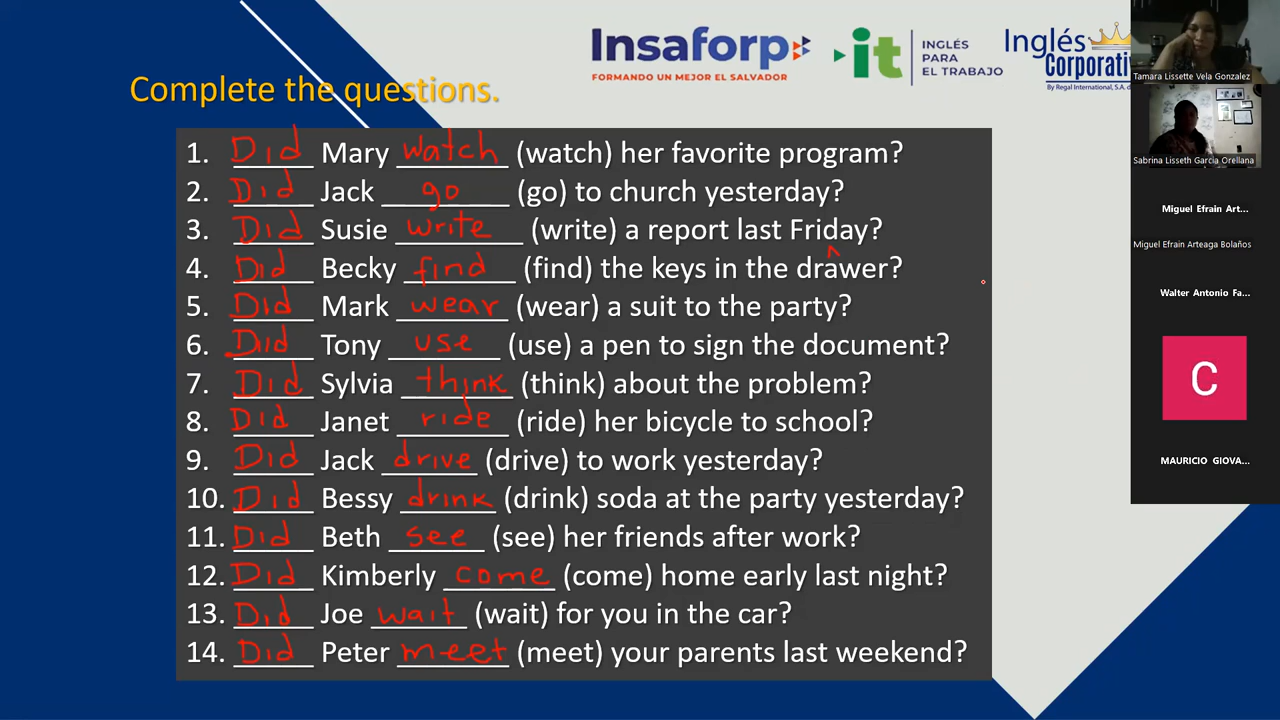 Insaforp
FORMANDO UN MEJOR EL SALVADOR
it INGLÉS PARA EL TRABAJO
Inglés Corporativ
By Regal International, S.A. d
Complete the questions.
1. Did Mary watch (watch) her favorite program?
2. Did Jack go (go) to church yesterday?
3. Did Susie write (write) a report last Friday?
4. Did Becky find (find) the keys in the drawer?
5. Did Mark wear (wear) a suit to the party?
6. Did Tony use (use) a pen to sign the document?
7. Did Sylvia think (think) about the problem?
8. Did Janet ride (ride) her bicycle to school?
9. Did Jack drive (drive) to work yesterday?
10. Did Bessy drink (drink) soda at the party yesterday?
11. Did Beth see (see) her friends after work?
12. Did Kimberly come (come) home early last night?
13. Did Joe wait (wait) for you in the car?
14. Did Peter meet (meet) your parents last weekend?
Tamara Lissette Vela Gonzalez
Sabrina Lisseth Garcia Orellana
Miguel Efrain Art...
Miguel Efrain Arteaga Bolaños
Walter Antonio Fa...
C
MAURICIO GIOVA...